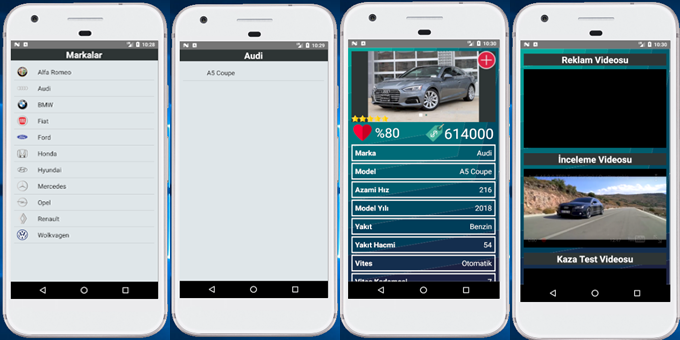 10:28
Markalar
Alfa Romeo
Audi
BMW
Fiat
Ford
Honda
Hyundai
Mercedes
Opel
Renault
Wolkvagen
10:29
Audi
A5 Coupe
10:30
%80
614000
Marka Audi
Model A5 Coupe
Azami Hız 216
Model Yılı 2018
Yakıt Benzin
Yakıt Hacmi 54
Vites Otomatik
Vites Kademesi 7
10:30
Reklam Videosu
İnceleme Videosu
Kaza Test Videosu